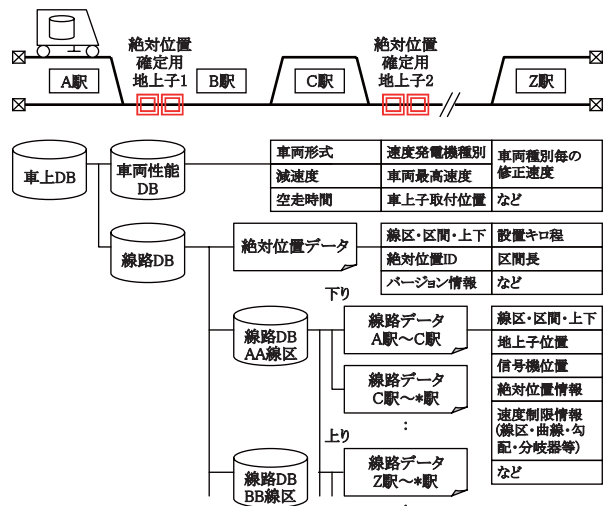 絶対位置
確定用
地上子1
絶対位置
確定用
地上子2
A駅
B駅
C駅
Z駅
車上DB
車両性能
DB
車両形式
速度発電機種別
車両種別毎の
修正速度
減速度
車両最高速度
空走時間
車上子取付位置
など
線路DB
絶対位置データ
線区・区間・上下
設置キロ程
絶対位置ID
区間長
バージョン情報
など
下り
線路DB
AA線区
線路データ
A駅～C駅
線区・区間・上下
地上子位置
信号機位置
絶対位置情報
速度制限情報
(線区・曲線・勾
配・分岐器等)
など
線路データ
C駅～*駅
:
上り
線路DB
BB線区
線路データ
Z駅～*駅
: